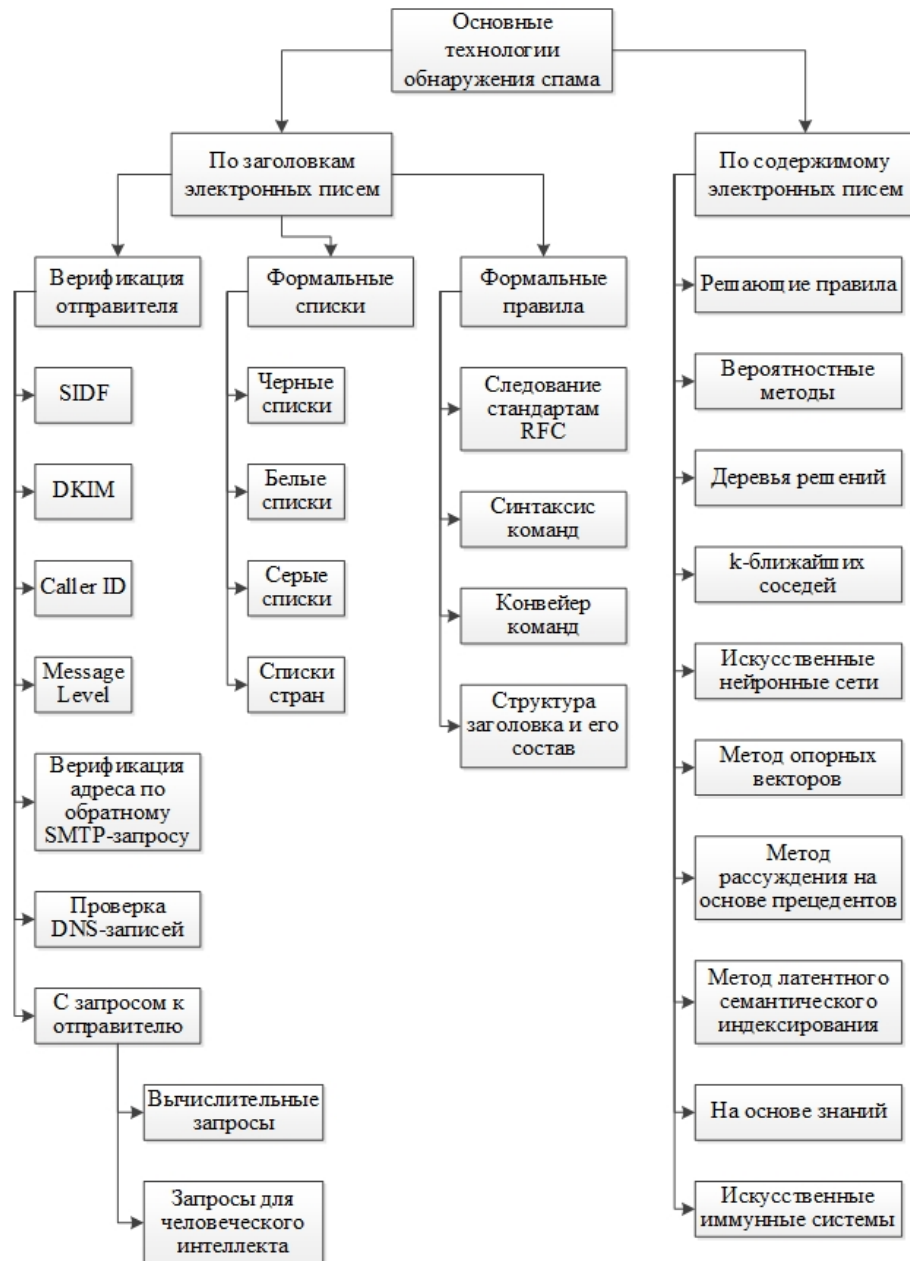 Основные
технологии
обнаружения спама
По заголовкам
электронных писем
По содержимому
электронных писем
Верификация
отправителя
Формальные
списки
Формальные
правила
SIDF
DKIM
Caller ID
Message
Level
Верификация
адреса по
обратному
SMTP-запросу
Проверка
DNS-записей
С запросом к
отправителю
Вычислительные
запросы
Запросы для
человеческого
интеллекта
Черные
списки
Белые
списки
Серые
списки
Списки
стран
Следование
стандартам
RFC
Синтаксис
команд
Конвейер
команд
Структура
заголовка и его
состав
Решающие правила
Вероятностные
методы
Деревья решений
k-ближайших
соседей
Искусственные
нейронные сети
Метод опорных
векторов
Метод
рассуждения на
основе прецедентов
Метод латентного
семантического
индексирования
На основе знаний
Искусственные
иммунные системы